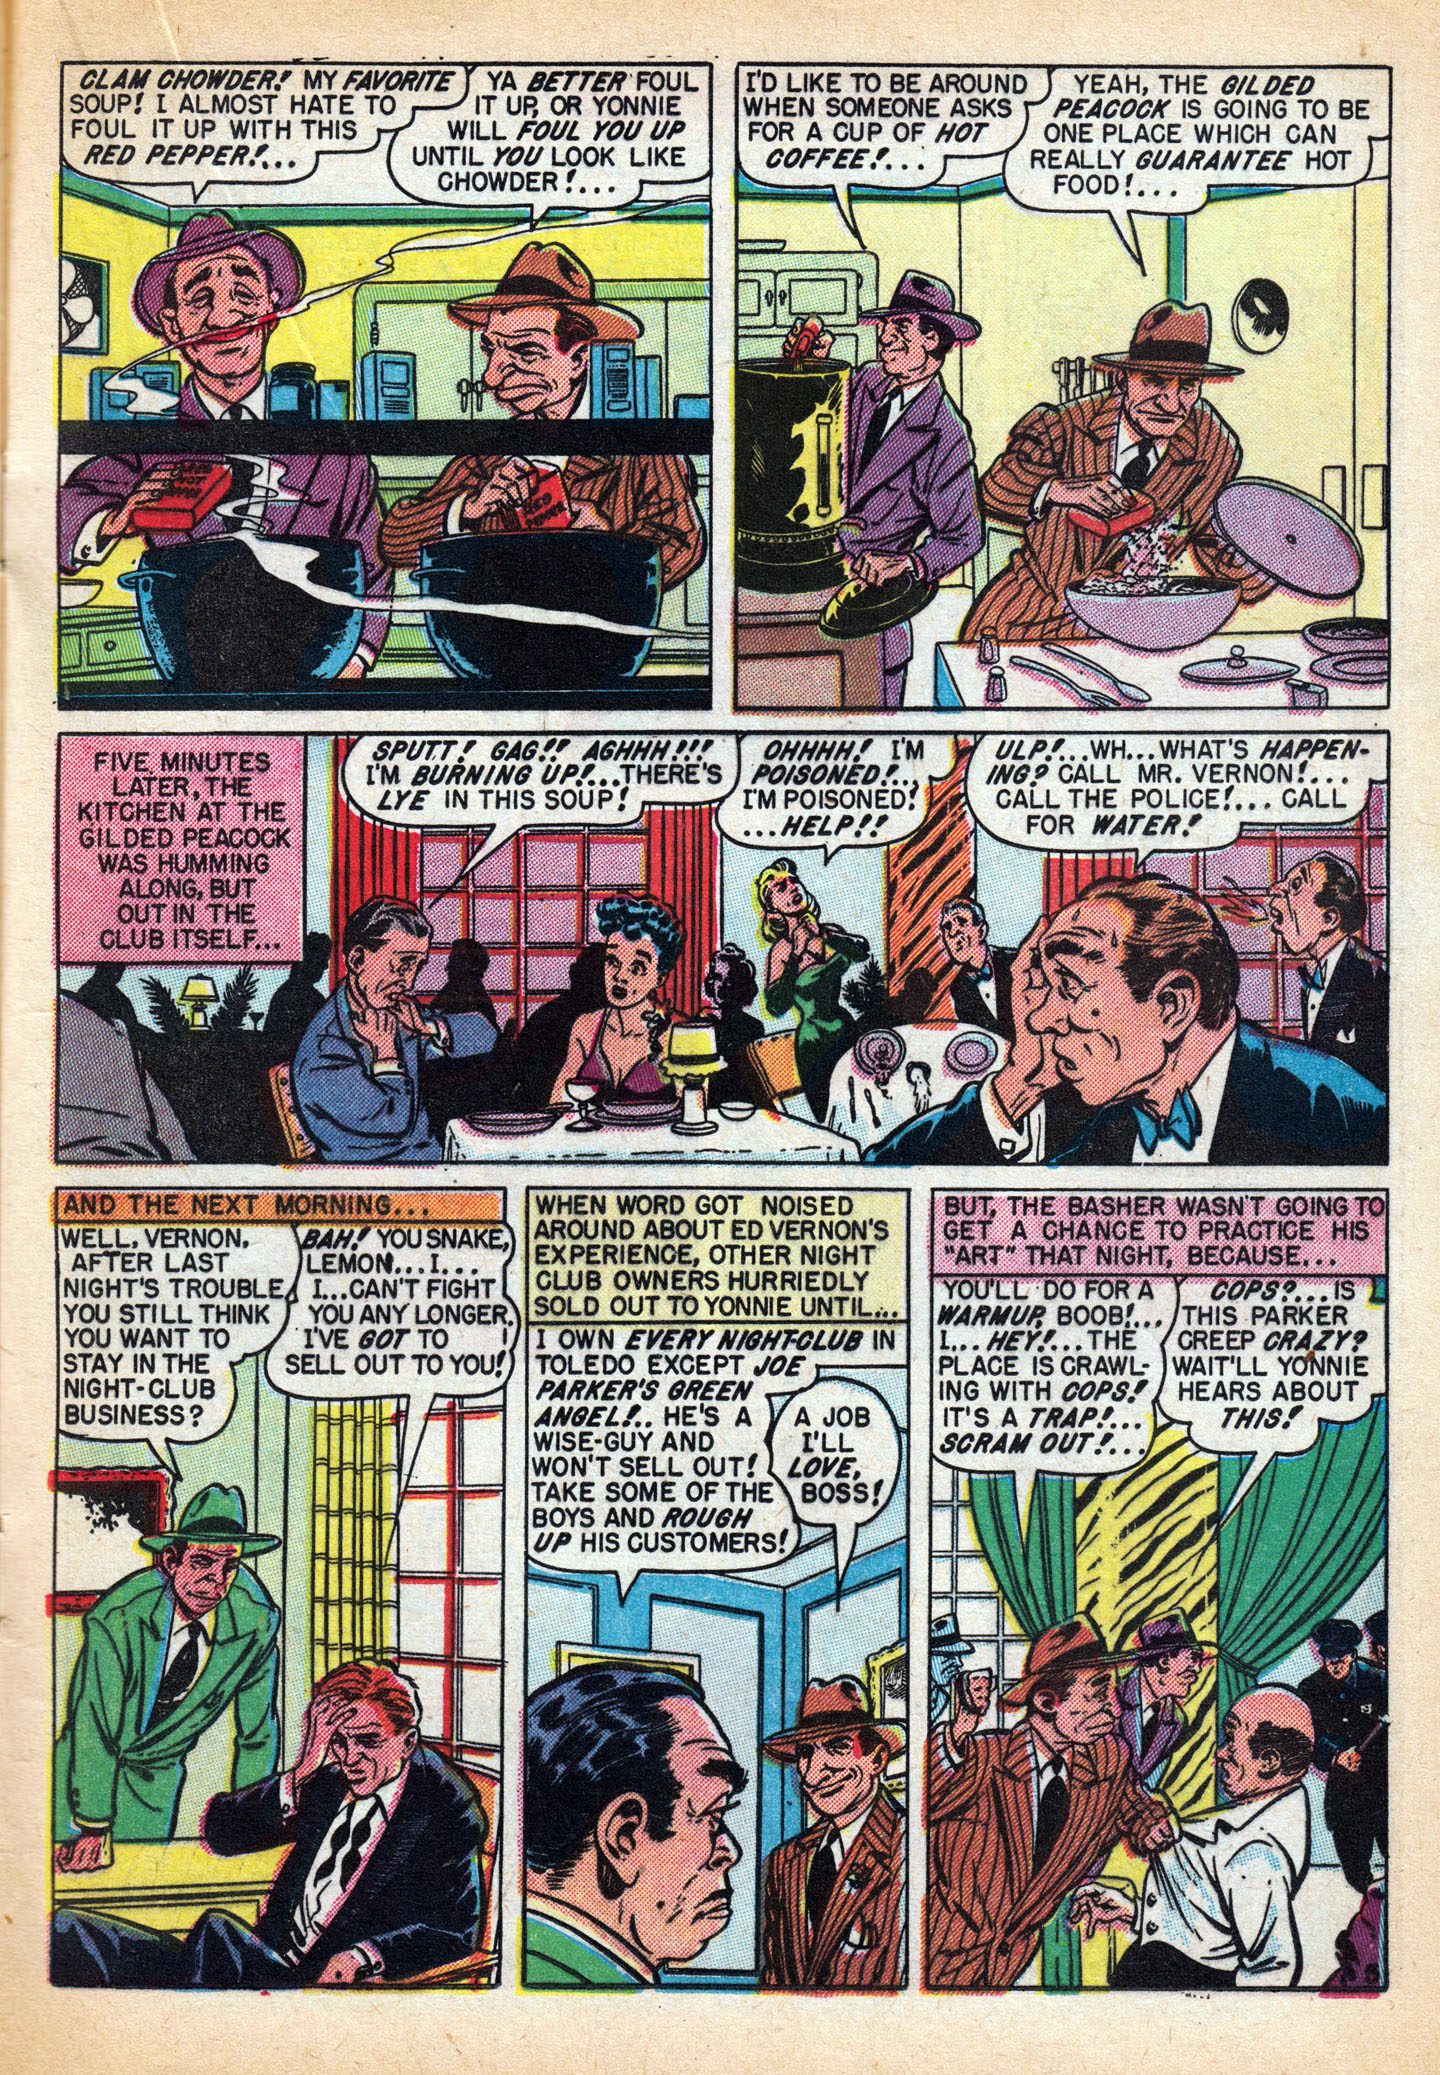 CLAM CHOWDER! MY FAVORITE
SOUP! I ALMOST HATE TO
FOUL IT UP WITH THIS
RED PEPPER!...
YA BETTER FOUL
IT UP, OR YONNIE
WILL FOUL YOU UP
UNTIL YOU LOOK LIKE
CHOWDER!...
RED
HOT
PEPPER
RED
PEPPER
I'D LIKE TO BE AROUND
WHEN SOMEONE ASKS
FOR A CUP OF HOT
COFFEE!...
YEAH, THE GILDED
PEACOCK IS GOING TO BE
ONE PLACE WHICH CAN
REALLY GUARANTEE HOT
FOOD!...
FIVE MINUTES
LATER, THE
KITCHEN AT THE
GILDED PEACOCK
WAS HUMMING
ALONG, BUT
OUT IN THE
CLUB ITSELF...
SPUTT! GAG!! AGHHH!!!
I'M BURNING UP!...THERE'S
LYE IN THIS SOUP!
OHHHH! I'M
POISONED!...
I'M POISONED!
...HELP!!
ULP!...WH...WHAT'S HAPPEN-
ING? CALL MR. VERNON!...
CALL THE POLICE!... CALL
FOR WATER!
AND THE NEXT MORNING...
WELL, VERNON,
AFTER LAST
NIGHT'S TROUBLE
YOU STILL THINK
YOU WANT TO
STAY IN THE
NIGHT-CLUB
BUSINESS?
BAH! YOU SNAKE,
LEMON...I...
I...CAN'T FIGHT
YOU ANY LONGER.
I'VE GOT TO
SELL OUT TO YOU!
WHEN WORD GOT NOISED
AROUND ABOUT ED VERNON'S
EXPERIENCE, OTHER NIGHT
CLUB OWNERS HURRIEDLY
SOLD OUT TO YONNIE UNTIL...
I OWN EVERY NIGHT-CLUB IN
TOLEDO EXCEPT JOE
PARKER'S GREEN
ANGEL!.. HE'S A
WISE-GUY AND
WON'T SELL OUT!
TAKE SOME OF THE
BOYS AND ROUGH
UP HIS CUSTOMERS!
A JOB
I'LL
LOVE,
BOSS!
BUT, THE BASHER WASN'T GOING TO
GET A CHANCE TO PRACTICE HIS
"ART" THAT NIGHT, BECAUSE...
YOU'LL DO FOR A
WARMUP, BOOB!...
I...HEY!...THE
PLACE IS CRAWL-
ING WITH COPS!
IT'S A TRAP!...
SCRAM OUT!...
COPS?...IS
THIS PARKER
CREEP CRAZY?
WAIT'LL YONNIE
HEARS ABOUT
THIS!